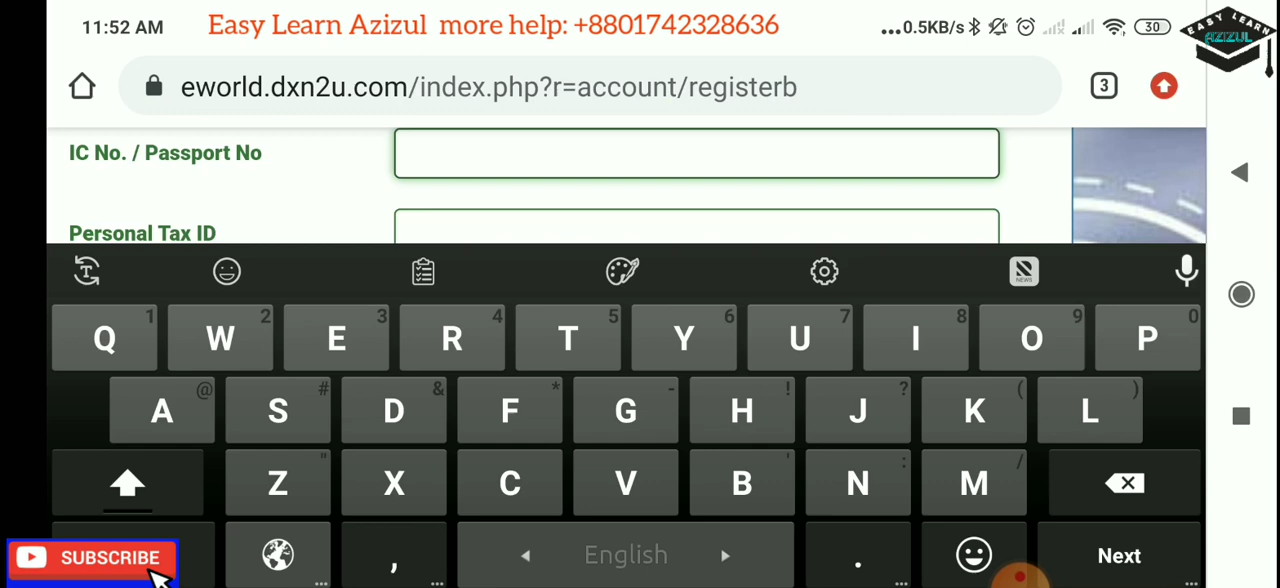 11:52 AM Easy Learn Azizul more help: +8801742328636 ...0.5KB/s 30
EASY LEARN
AZIZUL
eworld.dxn2u.com/index.php?r=account/registerb 3
IC No. / Passport No
Personal Tax ID
T NEWS
Q 1 W 2 E 3 R 4 T 5 Y 6 U 7 I 8 O 9 P 0
A @ S # D & F * G - H ! J ? K ( L )
Z " X C V B ' N : M /
SUBSCRIBE , English . Next